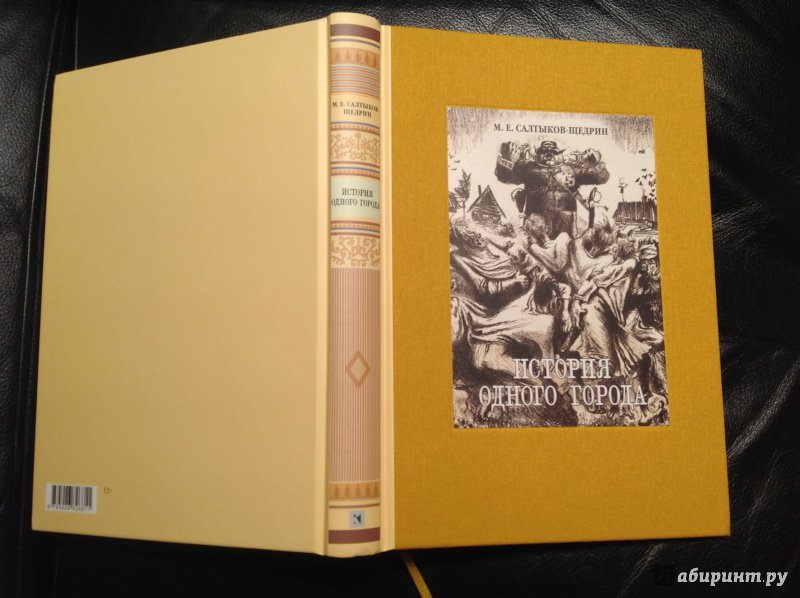 М. Е. САЛТЫКОВ-
ЩЕДРИН
ИСТОРИЯ
ОДНОГО ГОРОДА
М. Е. САЛТЫКОВ-ЩЕДРИН
ИСТОРИЯ
ОДНОГО ГОРОДА
12+
абиринт.ру